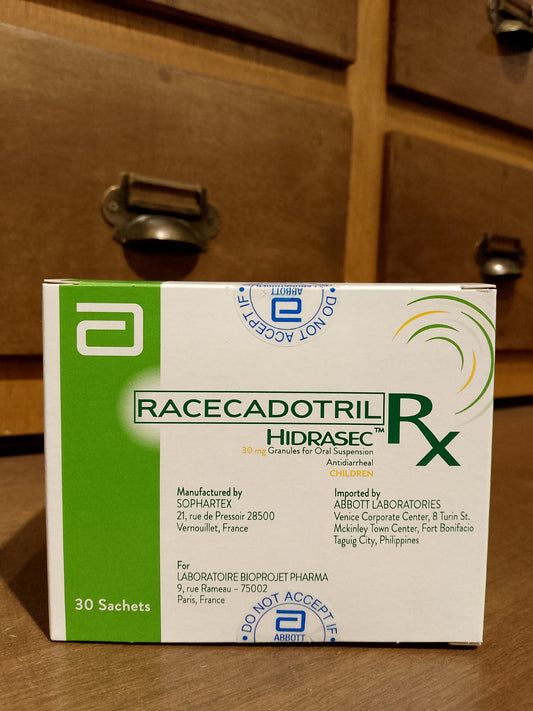 ABBOTT
DO NOT ACCEPT IF
RACECADOTRIL Rx
HIDRASEC™
30 mg Granules for Oral Suspension
Antidiarrheal
CHILDREN
Manufactured by
SOPHARTEX
21, rue de Pressoir 28500
Vernouillet, France
Imported by
ABBOTT LABORATORIES
Venice Corporate Center, 8 Turin St.
Mckinley Town Center, Fort Bonifacio
Taguig City, Philippines
For
LABORATOIRE BIOPROJET PHARMA
9, rue Rameau – 75002
Paris, France
30 Sachets
DO NOT ACCEPT IF
ABBOTT